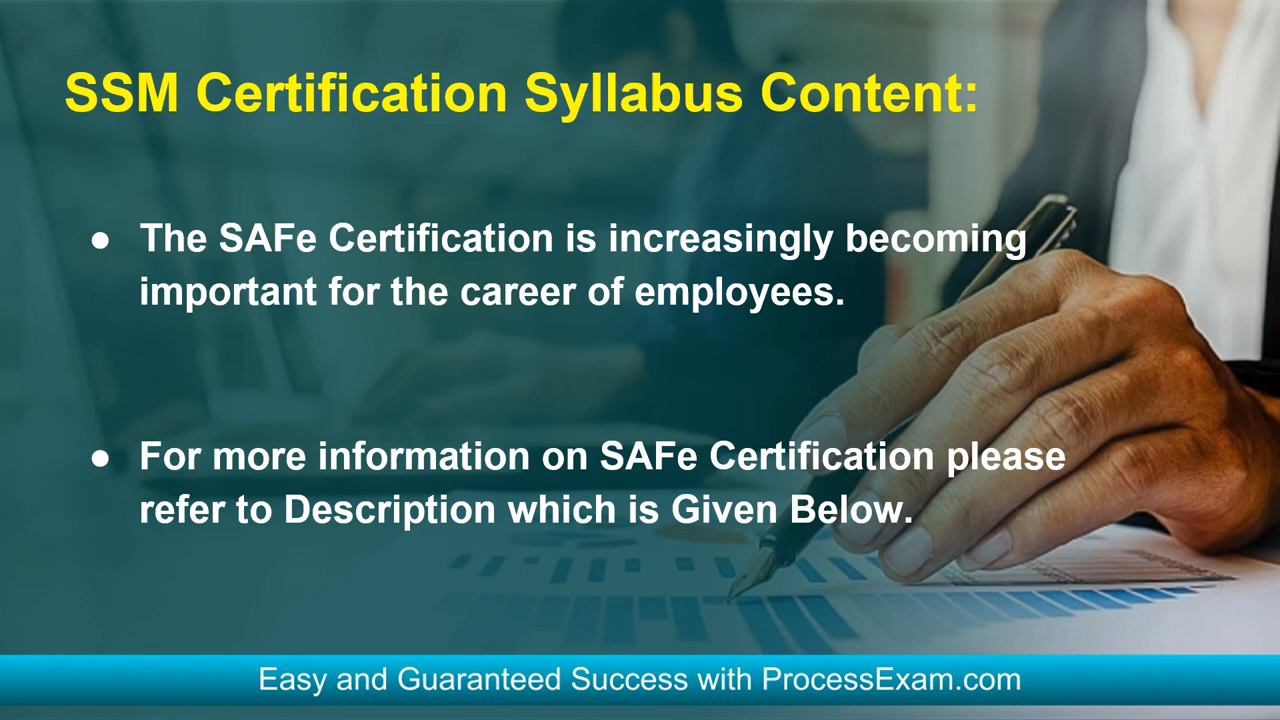 SSM Certification Syllabus Content:
● The SAFe Certification is increasingly becoming
important for the career of employees.
● For more information on SAFe Certification please
refer to Description which is Given Below.
Easy and Guaranteed Success with ProcessExam.com